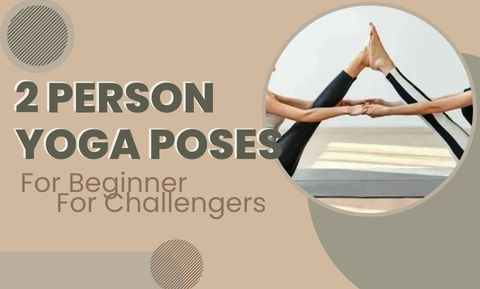 2 PERSON
YOGA POSES
For Beginner
For Challengers